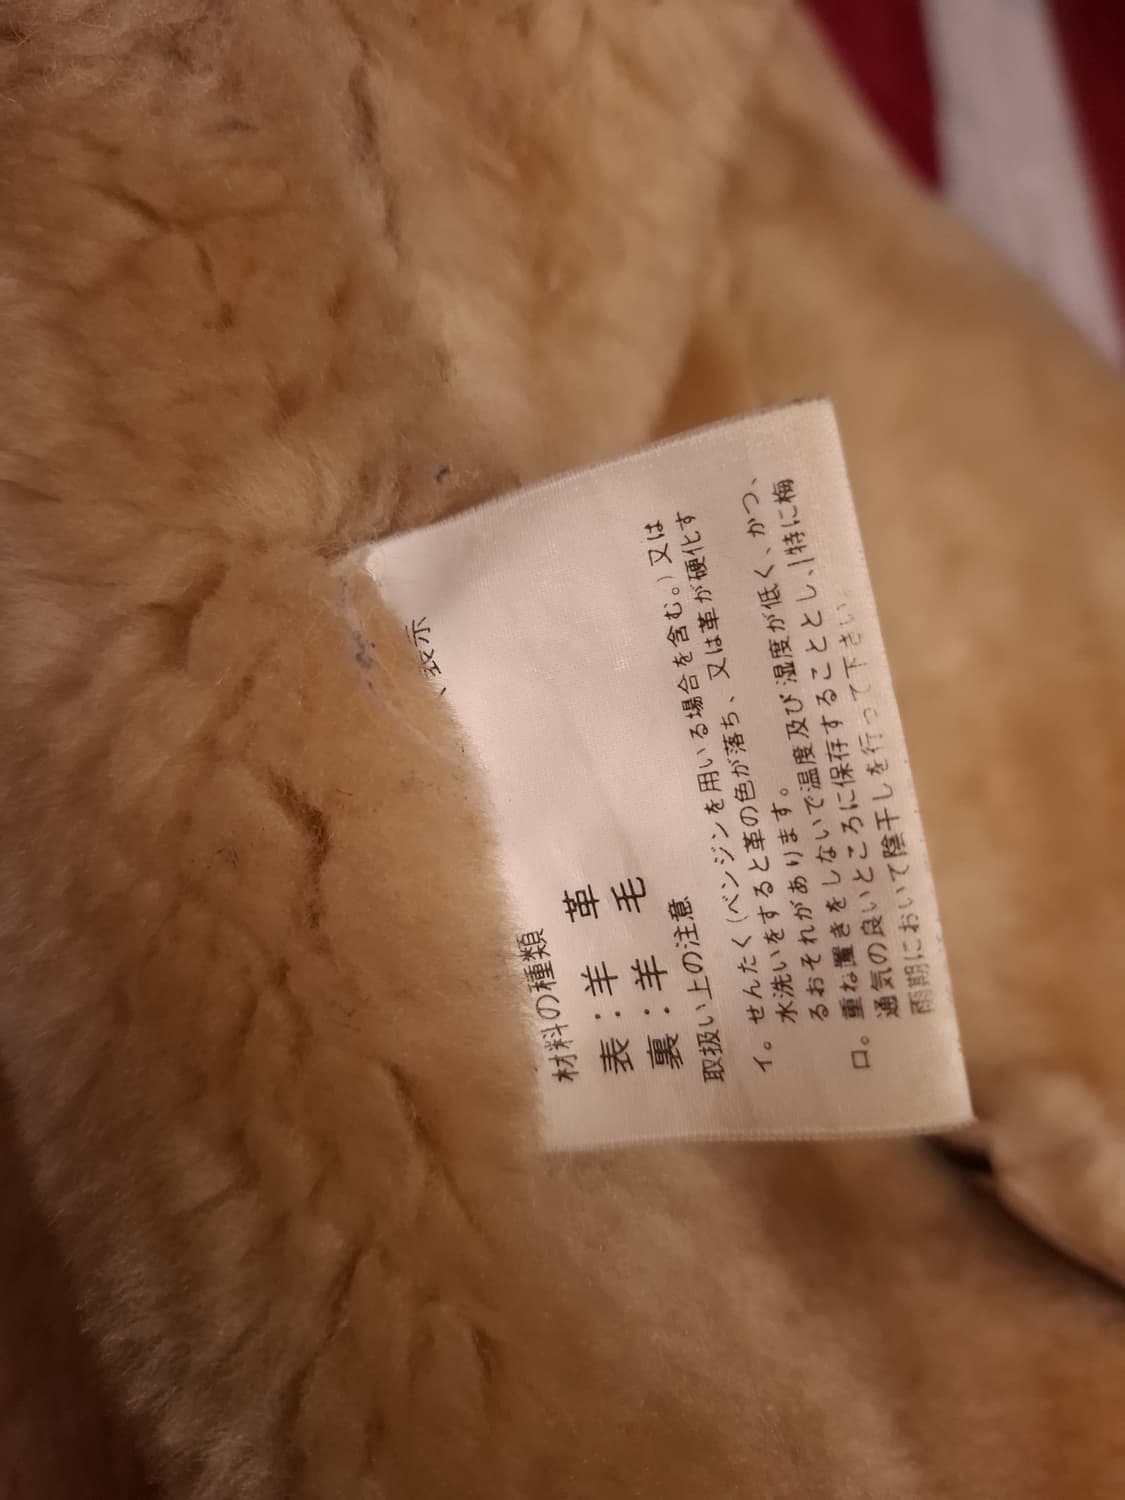 表示
材料の種類
表：羊 革
裏：羊 毛
取扱い上の注意
イ。せんたく（ベンジンを用いる場合を含む。）又は
水洗いをすると革の色が落ち、又は革が硬化す
るおそれがあります。
ロ。重ね置きをしないで温度及び湿度が低く、かつ、
通気の良いところに保存することとし、特に梅
雨期において陰干しを行って下さい。